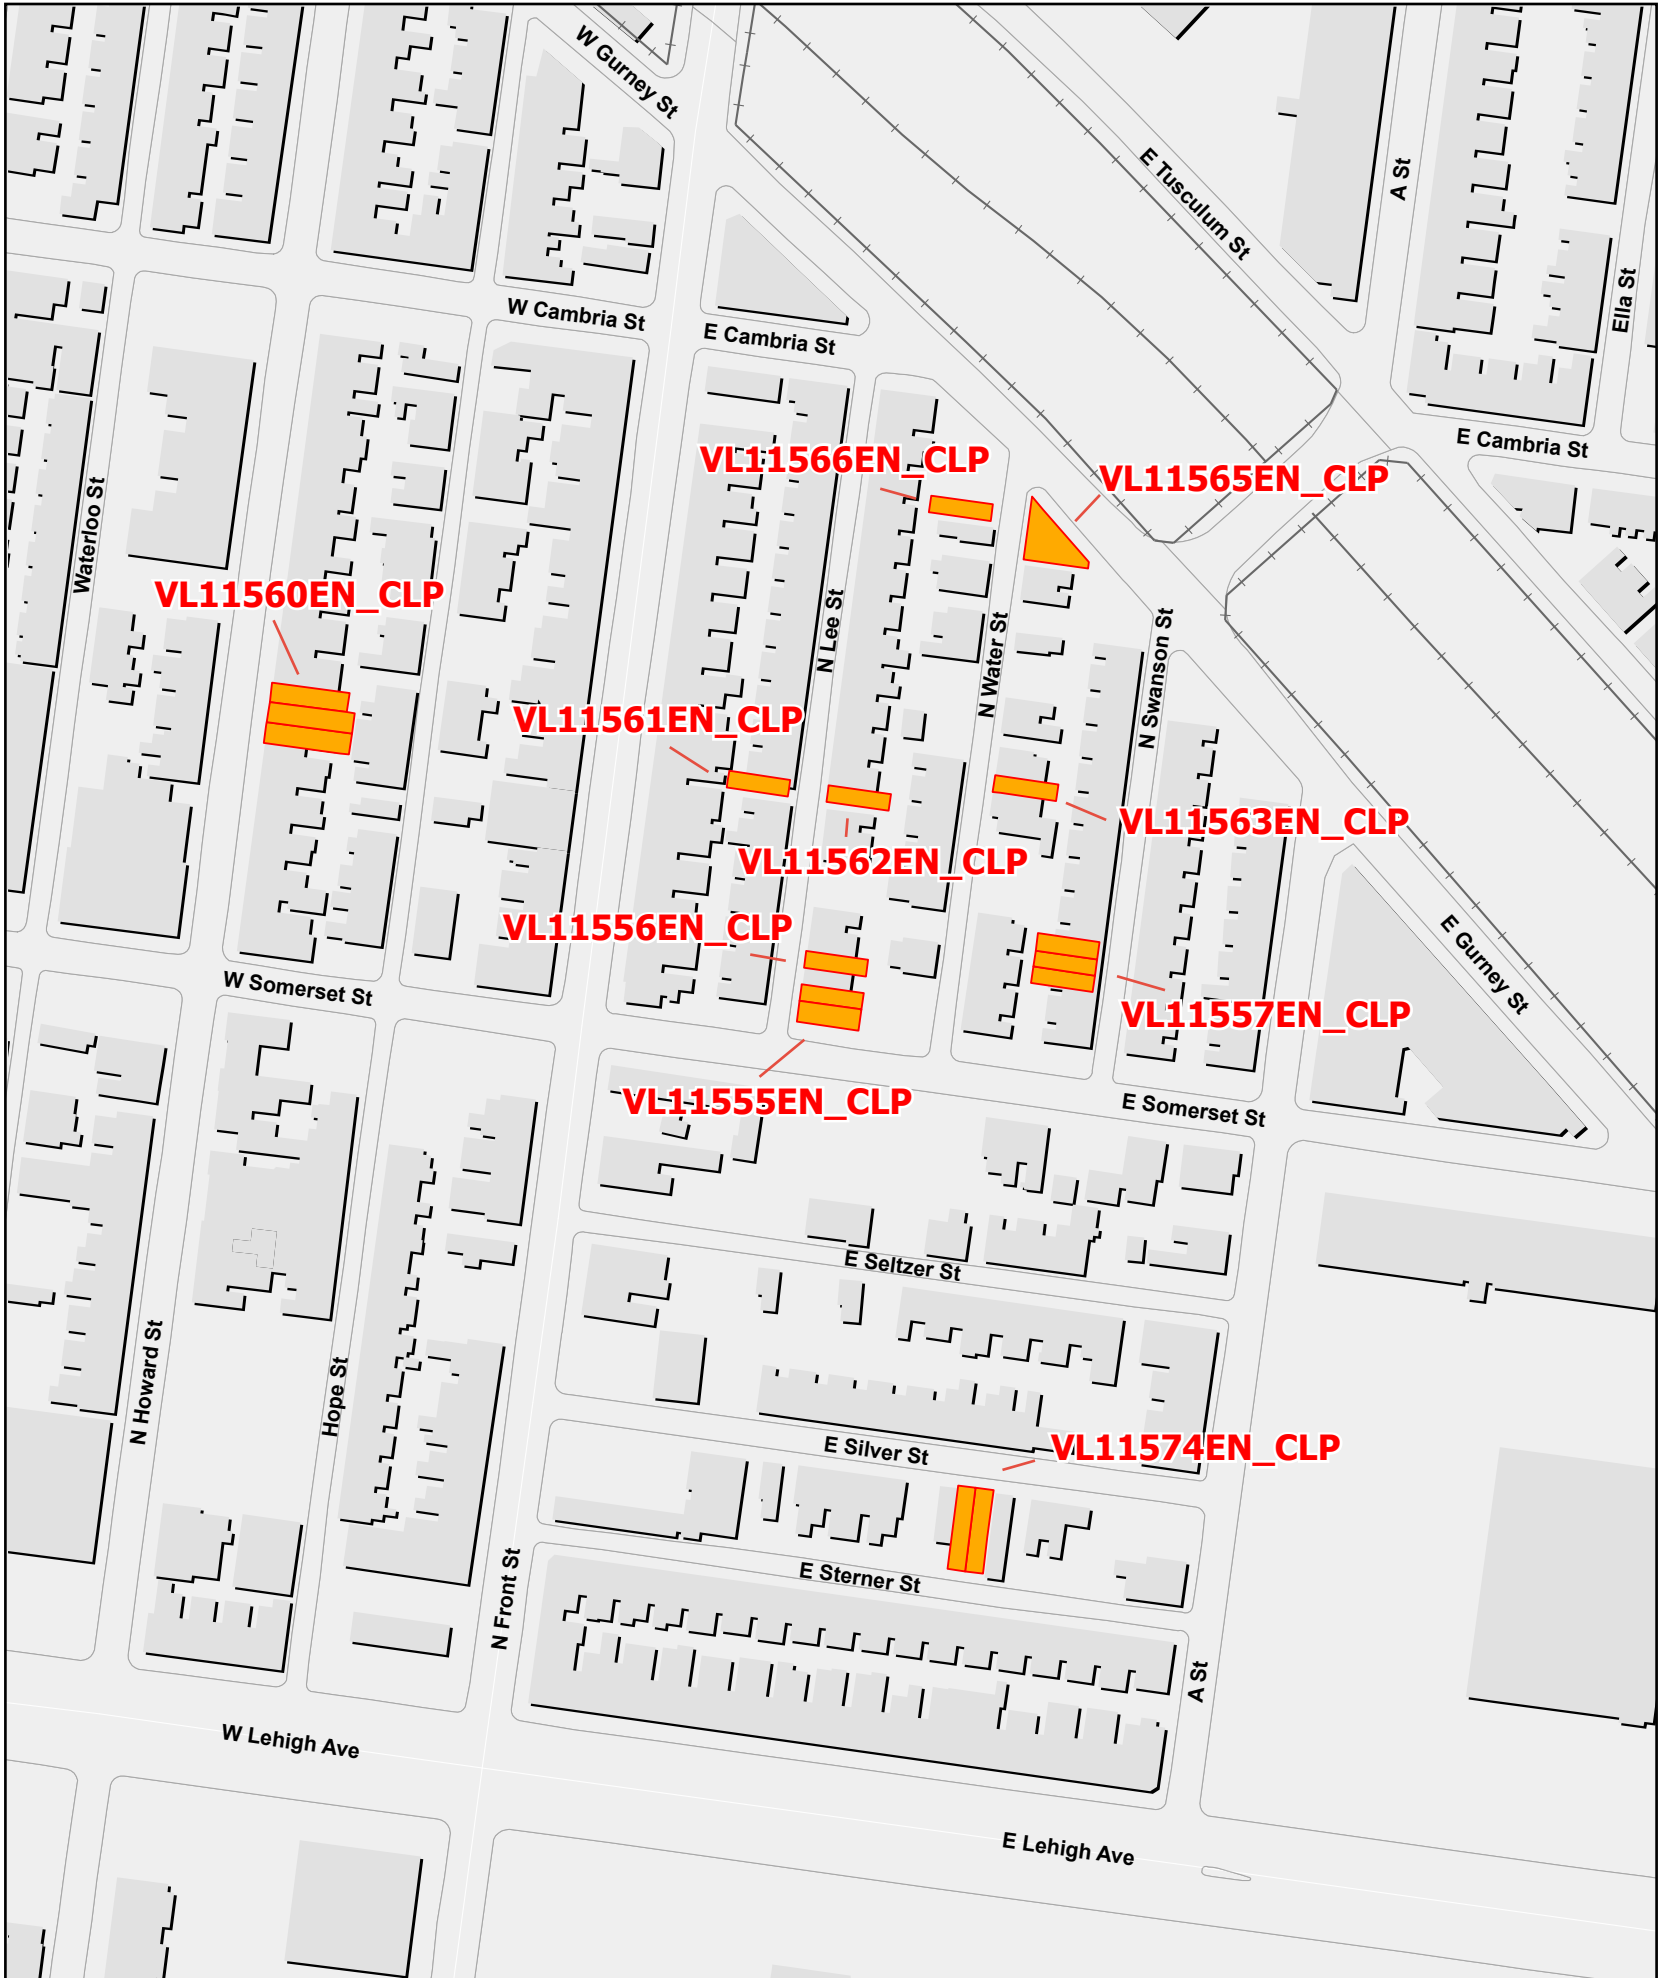 W Gurney St
E Tusculum St
A St
Ella St
W Cambria St
E Cambria St
E Cambria St
VL11566EN_CLP
VL11565EN_CLP
Waterloo St
VL11560EN_CLP
N Lee St
N Water St
N Swanson St
VL11561EN_CLP
VL11563EN_CLP
VL11562EN_CLP
VL11556EN_CLP
E Gurney St
W Somerset St
VL11557EN_CLP
VL11555EN_CLP
E Somerset St
E Seltzer St
N Howard St
Hope St
E Silver St
VL11574EN_CLP
E Sterner St
N Front St
A St
W Lehigh Ave
E Lehigh Ave